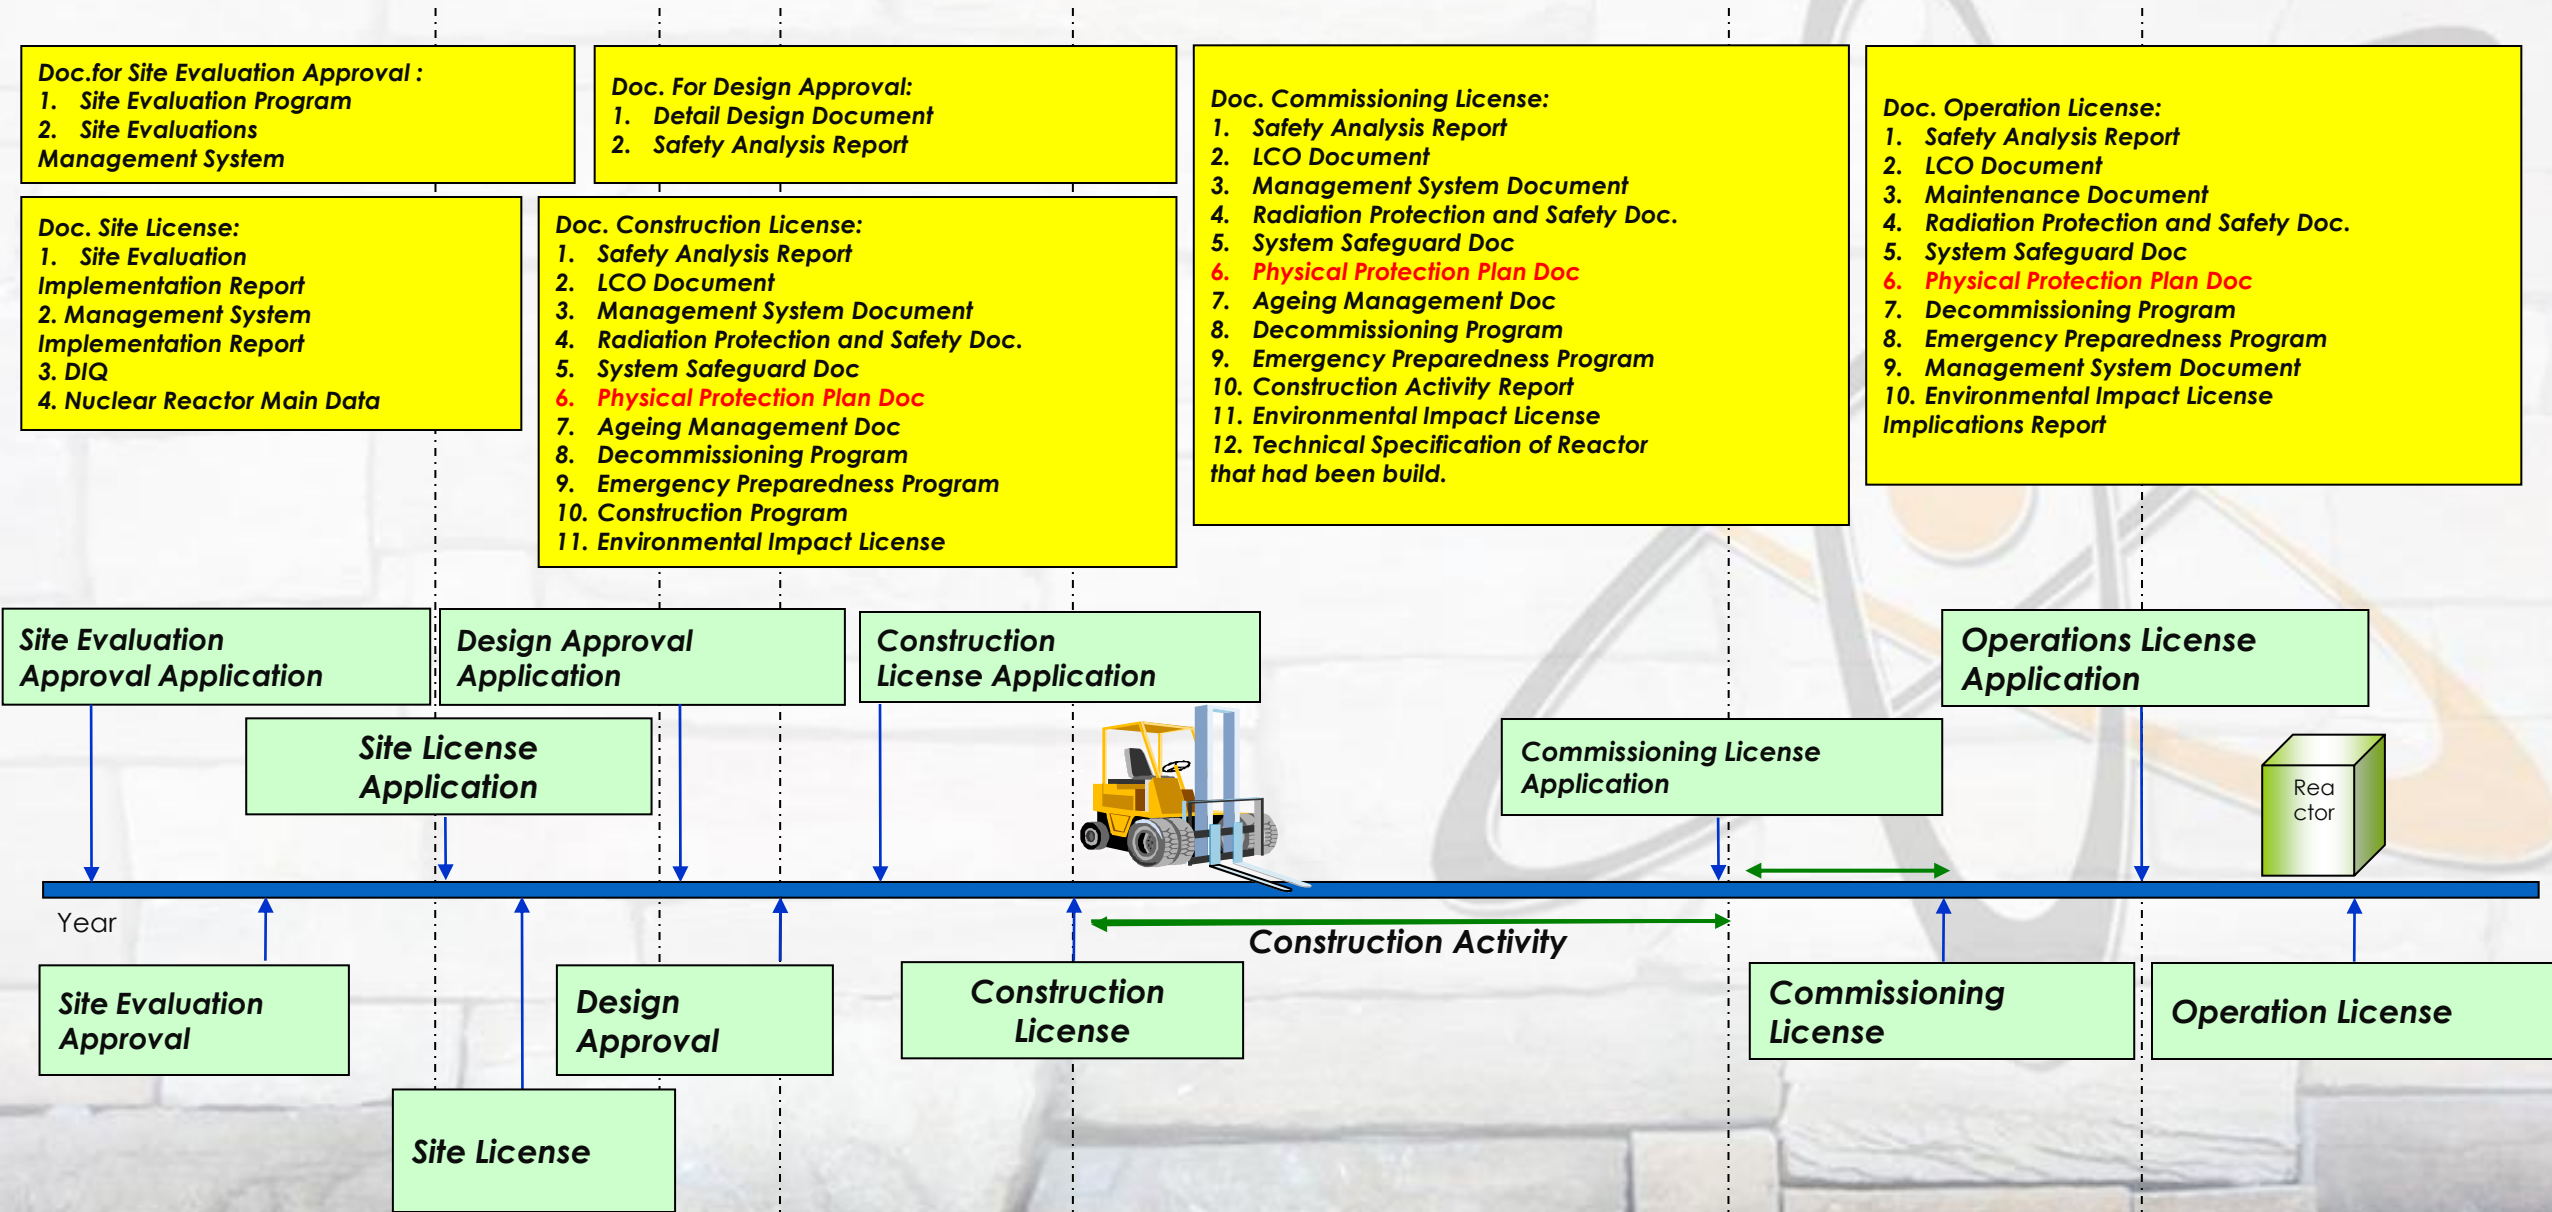 Doc.for Site Evaluation Approval :
1. Site Evaluation Program
2. Site Evaluations
Management System
Doc. For Design Approval:
1. Detail Design Document
2. Safety Analysis Report
Doc. Site License:
1. Site Evaluation
Implementation Report
2. Management System
Implementation Report
3. DIQ
4. Nuclear Reactor Main Data
Doc. Construction License:
1. Safety Analysis Report
2. LCO Document
3. Management System Document
4. Radiation Protection and Safety Doc.
5. System Safeguard Doc
6. Physical Protection Plan Doc
7. Ageing Management Doc
8. Decommissioning Program
9. Emergency Preparedness Program
10. Construction Program
11. Environmental Impact License
Doc. Commissioning License:
1. Safety Analysis Report
2. LCO Document
3. Management System Document
4. Radiation Protection and Safety Doc.
5. System Safeguard Doc
6. Physical Protection Plan Doc
7. Ageing Management Doc
8. Decommissioning Program
9. Emergency Preparedness Program
10. Construction Activity Report
11. Environmental Impact License
12. Technical Specification of Reactor
that had been build.
Doc. Operation License:
1. Safety Analysis Report
2. LCO Document
3. Maintenance Document
4. Radiation Protection and Safety Doc.
5. System Safeguard Doc
6. Physical Protection Plan Doc
7. Decommissioning Program
8. Emergency Preparedness Program
9. Management System Document
10. Environmental Impact License
Implications Report
Site Evaluation
Approval Application
Design Approval
Application
Construction
License Application
Operations License
Application
Site License
Application
Commissioning License
Application
Rea
ctor
Year
Construction Activity
Site Evaluation
Approval
Design
Approval
Construction
License
Commissioning
License
Operation License
Site License